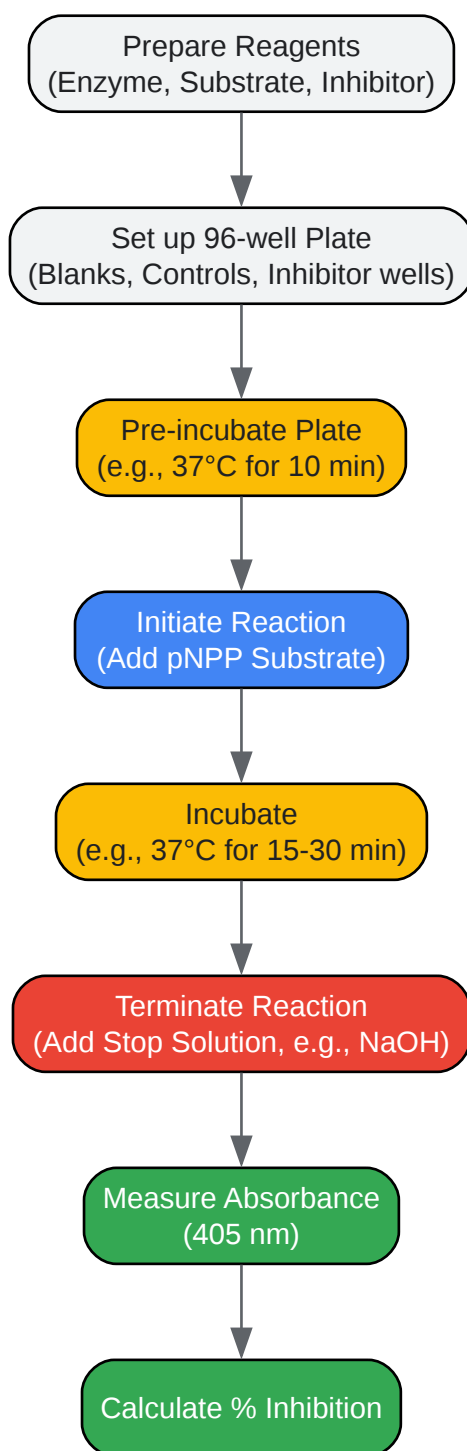 Prepare Reagents
(Enzyme, Substrate, Inhibitor)
Set up 96-well Plate
(Blanks, Controls, Inhibitor wells)
Pre-incubate Plate
(e.g., 37°C for 10 min)
Initiate Reaction
(Add pNPP Substrate)
Incubate
(e.g., 37°C for 15-30 min)
Terminate Reaction
(Add Stop Solution, e.g., NaOH)
Measure Absorbance
(405 nm)
Calculate % Inhibition